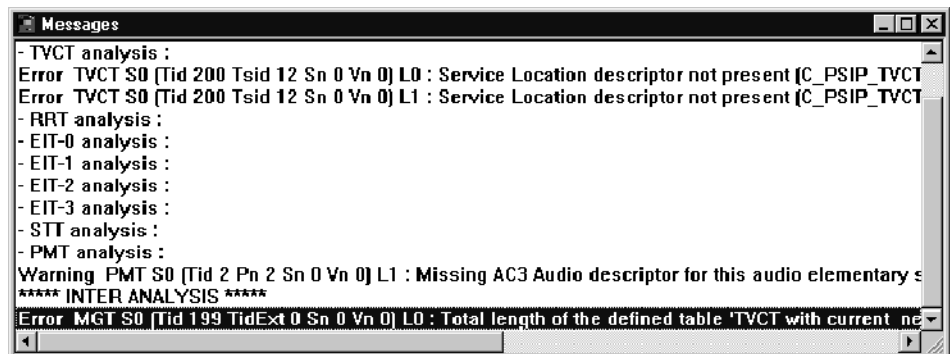 Messages
- TVCT analysis :
Error TVCT S0 (Tid 200 Tsid 12 Sn 0 Vn 0) L0 : Service Location descriptor not present (C_PSIP_TVCT
Error TVCT S0 (Tid 200 Tsid 12 Sn 0 Vn 0) L1 : Service Location descriptor not present (C_PSIP_TVCT
- RRT analysis :
- EIT-0 analysis :
- EIT-1 analysis :
- EIT-2 analysis :
- EIT-3 analysis :
- STT analysis :
- PMT analysis :
Warning PMT S0 (Tid 2 Pn 2 Sn 0 Vn 0) L1 : Missing AC3 Audio descriptor for this audio elementary s
***** INTER ANALYSIS *****
Error MGT S0 (Tid 199 TidExt 0 Sn 0 Vn 0) L0 : Total length of the defined table 'TVCT with current_ne